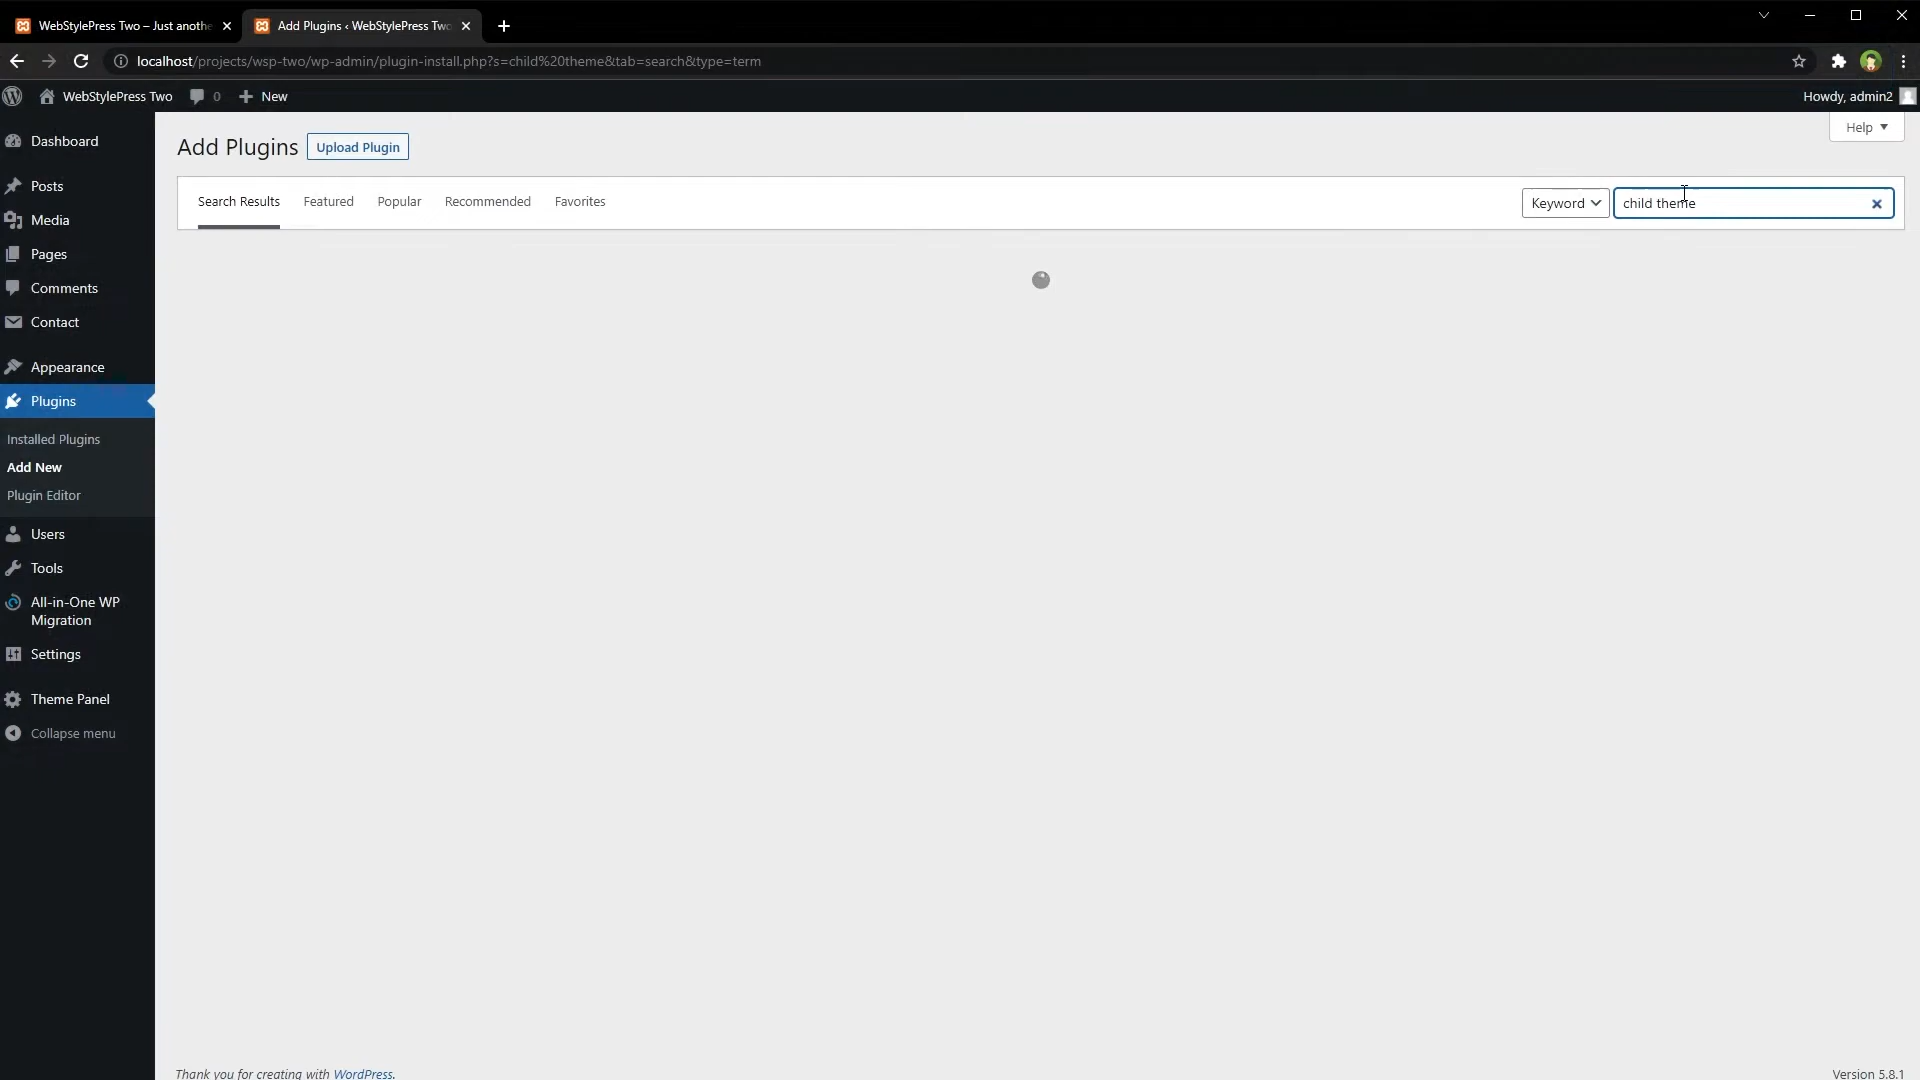 WebStylePress Two – Just anothe
Add Plugins ‹ WebStylePress Two
localhost/projects/wsp-two/wp-admin/plugin-install.php?s=child%20theme&tab=search&type=term
WebStylePress Two
0
New
Howdy, admin2
Help
Dashboard
Posts
Media
Pages
Comments
Contact
Appearance
Plugins
Installed Plugins
Add New
Plugin Editor
Users
Tools
All-in-One WP
Migration
Settings
Theme Panel
Collapse menu
Add Plugins
Upload Plugin
Search Results
Featured
Popular
Recommended
Favorites
Keyword
child theme
Thank you for creating with WordPress.
Version 5.8.1